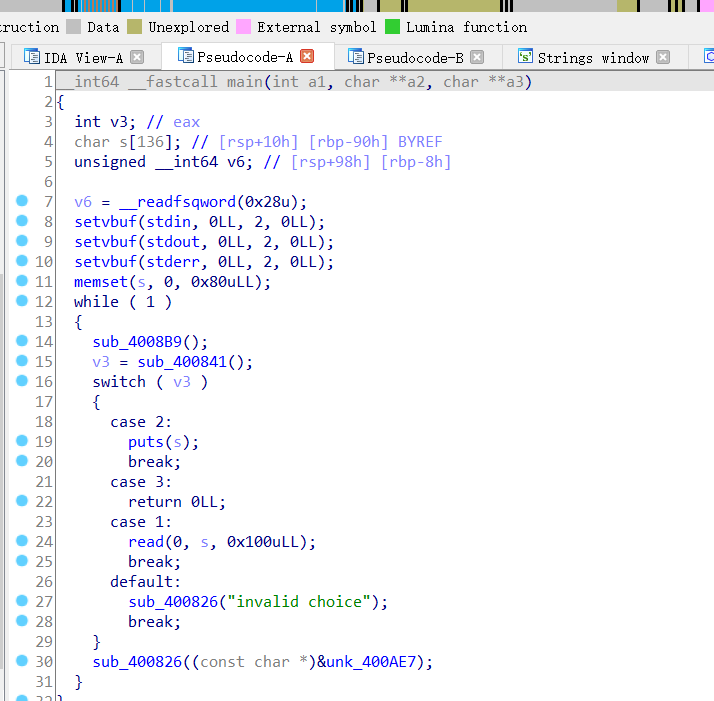 ruction Data Unexplored External symbol Lumina function
IDA View-A Pseudocode-A Pseudocode-B Strings window
1 __int64 __fastcall main(int a1, char **a2, char **a3)
2 {
3 int v3; // eax
4 char s[136]; // [rsp+10h] [rbp-90h] BYREF
5 unsigned __int64 v6; // [rsp+98h] [rbp-8h]
6
7 v6 = __readfsqword(0x28u);
8 setvbuf(stdin, 0LL, 2, 0LL);
9 setvbuf(stdout, 0LL, 2, 0LL);
10 setvbuf(stderr, 0LL, 2, 0LL);
11 memset(s, 0, 0x80uLL);
12 while ( 1 )
13 {
14 sub_4008B9();
15 v3 = sub_400841();
16 switch ( v3 )
17 {
18 case 2:
19 puts(s);
20 break;
21 case 3:
22 return 0LL;
23 case 1:
24 read(0, s, 0x100uLL);
25 break;
26 default:
27 sub_400826("invalid choice");
28 break;
29 }
30 sub_400826((const char *)&unk_400AE7);
31 }